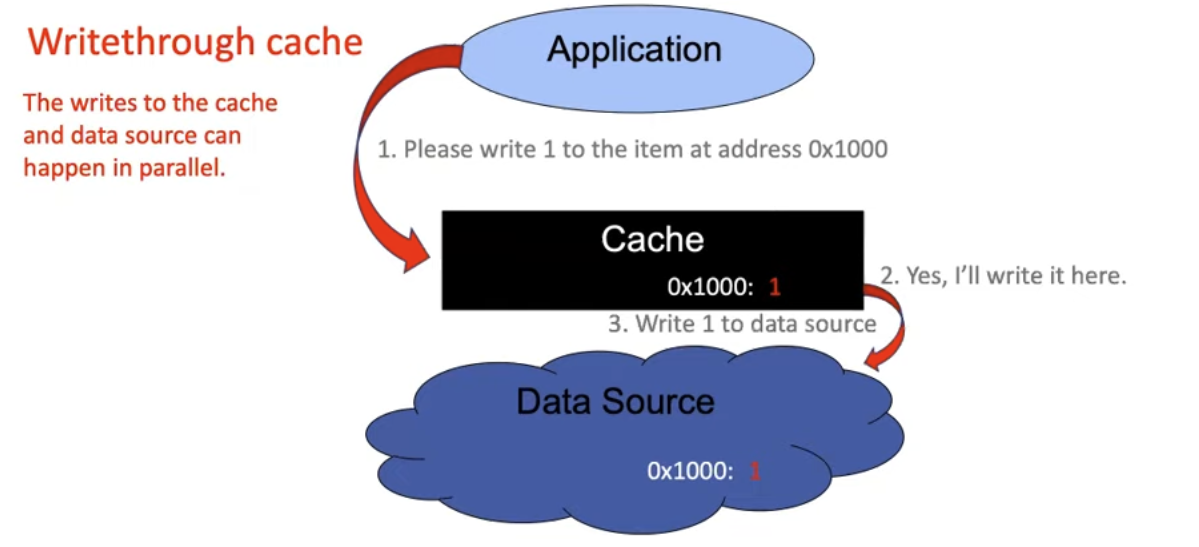 Writethrough cache
The writes to the cache
and data source can
happen in parallel.
Application
1. Please write 1 to the item at address 0x1000
Cache
0x1000: 1
2. Yes, I’ll write it here.
3. Write 1 to data source
Data Source
0x1000: 1